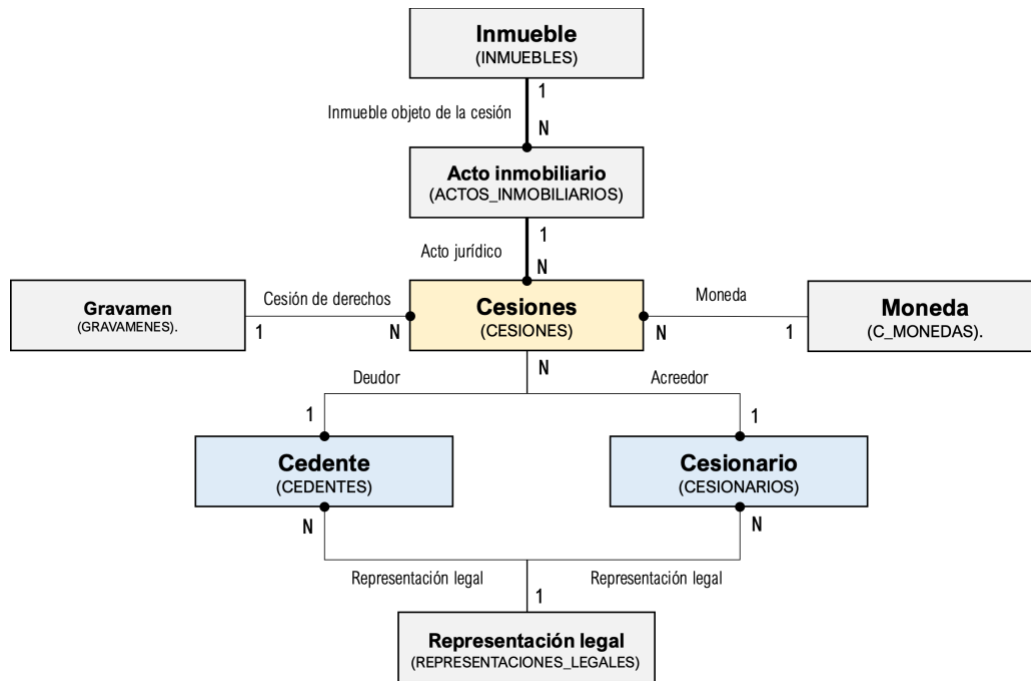 Inmueble
(INMUEBLES)
1
Inmueble objeto de la cesión
N
Acto inmobiliario
(ACTOS_INMOBILIARIOS)
1
Acto jurídico
N
Gravamen
(GRAVAMENES).
Cesión de derechos
1
N
Cesiones
(CESIONES)
Moneda
N
1
Moneda
(C_MONEDAS).
N
Deudor
Acreedor
1
1
Cedente
(CEDENTES)
Cesionario
(CESIONARIOS)
N
N
Representación legal
Representación legal
1
Representación legal
(REPRESENTACIONES_LEGALES)